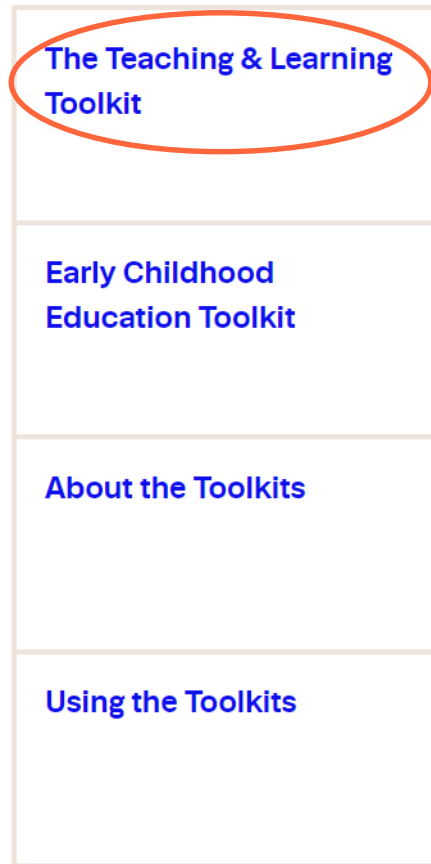 The Teaching & Learning
Toolkit
Early Childhood
Education Toolkit
About the Toolkits
Using the Toolkits